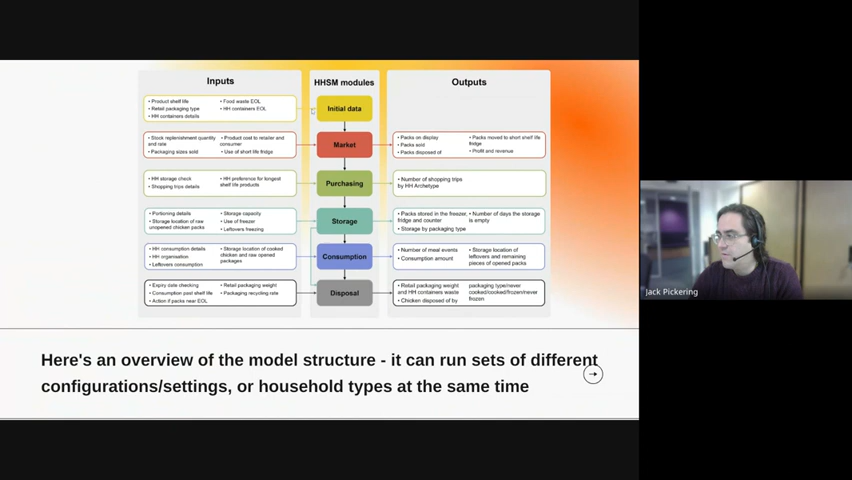 Inputs
HHSM modules
Outputs
• Product shelf life
• Retail packaging type
• HH containers details
• Food waste EOL
• HH containers EOL
Initial data
• Stock replenishment quantity
and rate
• Packaging sizes sold
• Product cost to retailer and
consumer
• Use of short life fridge
Market
• Packs on display
• Packs sold
• Packs disposed of
• Packs moved to short shelf life
fridge
• Profit and revenue
• HH storage check
• Shopping trips details
• HH preference for longest
shelf life products
Purchasing
• Number of shopping trips
by HH Archetype
• Portioning details
• Storage location of raw
unopened chicken packs
• Storage capacity
• Use of freezer
• Leftovers freezing
Storage
• Packs stored in the freezer,
fridge and counter
• Storage by packaging type
• Number of days the storage
is empty
• HH consumption details
• HH organisation
• Leftovers consumption
• Storage location of cooked
chicken and raw opened
packages
Consumption
• Number of meal events
• Consumption amount
• Storage location of
leftovers and remaining
pieces of opened packs
• Expiry date checking
• Consumption past shelf life
• Action if packs near EOL
• Retail packaging weight
• Packaging recycling rate
Disposal
• Retail packaging weight
and HH containers waste
• Chicken disposed of by
packaging type/never
cooked/cooked/frozen/never
frozen
Here's an overview of the model structure - it can run sets of different
configurations/settings, or household types at the same time
Jack Pickering